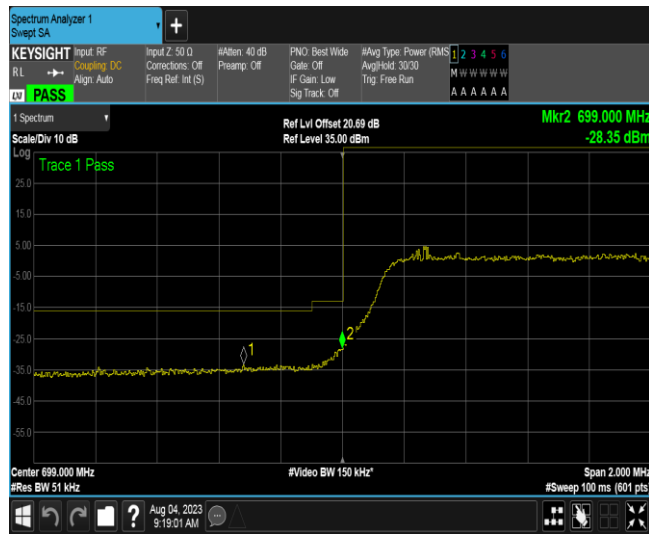 Spectrum Analyzer 1
Swept SA
KEYSIGHT
RL
LXI PASS
Input: RF
Coupling: DC
Align: Auto
Input Z: 50 Ω
Corrections: Off
Freq Ref: Int (S)
#Atten: 40 dB
Preamp: Off
PNO: Best Wide
Gate: Off
IF Gain: Low
Sig Track: Off
#Avg Type: Power (RMS
Avg|Hold: 30/30
Trig: Free Run
1 2 3 4 5 6
M W W W W W
A A A A A A
1 Spectrum
Scale/Div 10 dB
Log
Ref Lvl Offset 20.69 dB
Ref Level 35.00 dBm
Mkr2 699.000 MHz
-28.35 dBm
Trace 1 Pass
25.0
15.0
5.00
-5.00
-15.0
-25.0
-35.0
-45.0
-55.0
1
2
Center 699.000 MHz
#Res BW 51 kHz
#Video BW 150 kHz*
Span 2.000 MHz
#Sweep 100 ms (601 pts)
Aug 04, 2023
9:19:01 AM